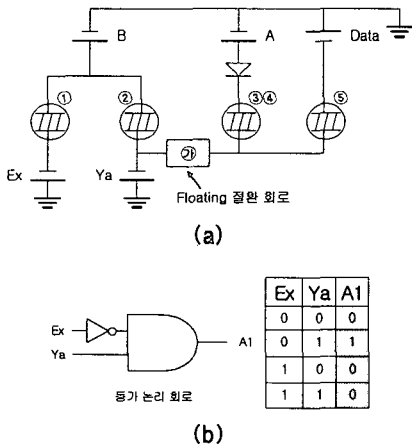 B
A
Data
①
②
③④
⑤
Ex
Ya
㉮
Floating 절환 회로
(a)
Ex Ya A1
0 0 0
0 1 1
1 0 0
1 1 0
Ex
Ya
A1
등가 논리 회로
(b)